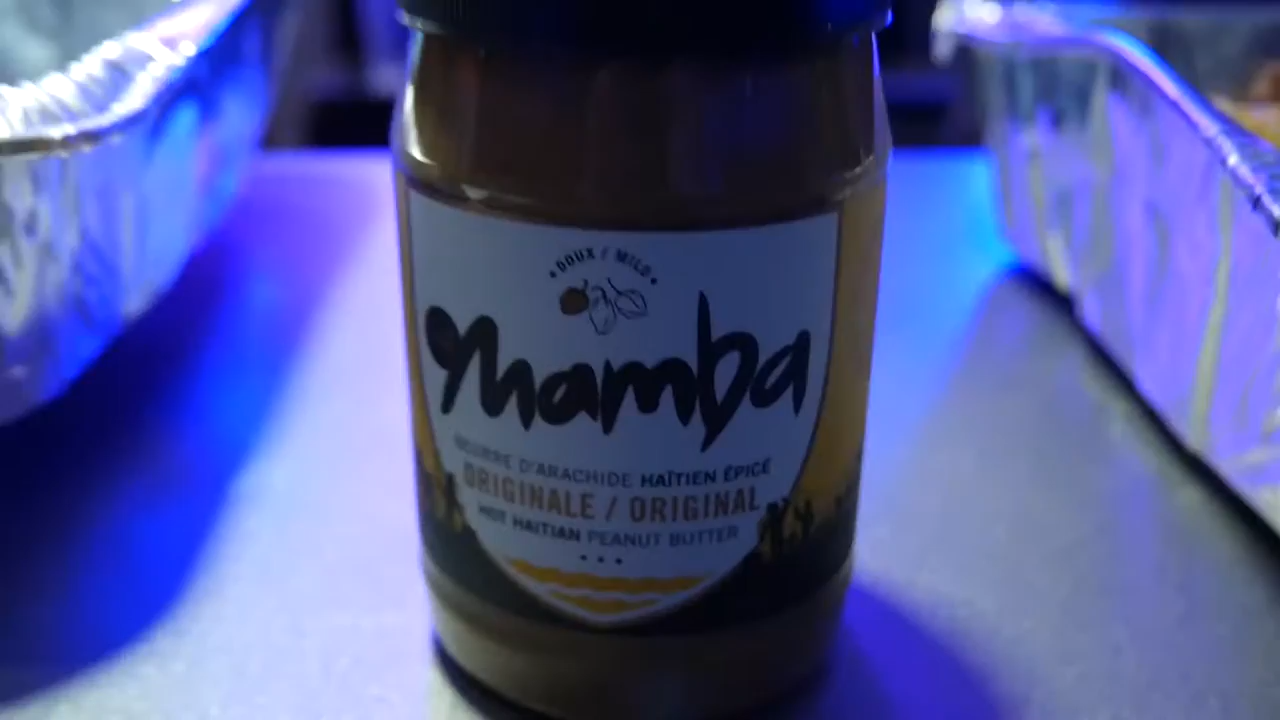 • DOUX / MILD •
mamba
BEURRE D'ARACHIDE HAÏTIEN ÉPICÉ
ORIGINALE / ORIGINAL
HOT HAITIAN PEANUT BUTTER